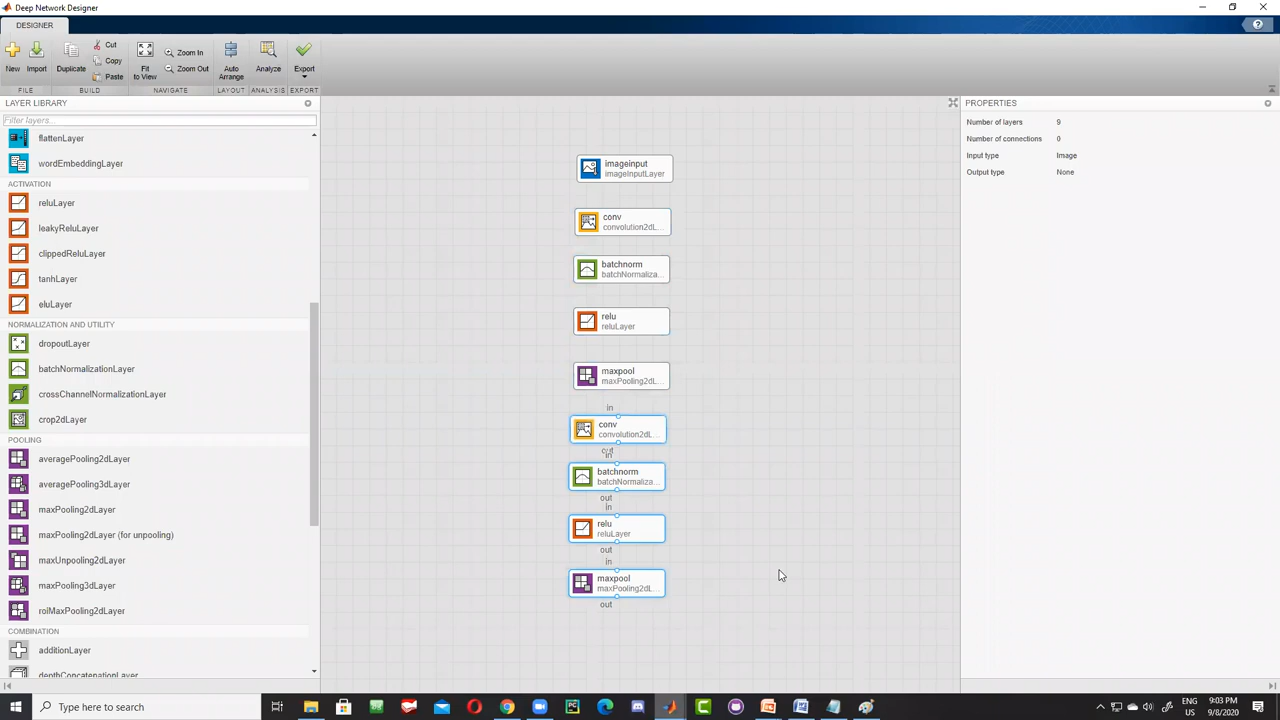 Deep Network Designer
DESIGNER
New
Import
Duplicate
Cut
Copy
Paste
Fit to View
Zoom In
Zoom Out
Auto Arrange
Analyze
Export
FILE
BUILD
NAVIGATE
LAYOUT
ANALYSIS
EXPORT
LAYER LIBRARY
Filter layers...
flattenLayer
wordEmbeddingLayer
ACTIVATION
reluLayer
leakyReluLayer
clippedReluLayer
tanhLayer
eluLayer
NORMALIZATION AND UTILITY
dropoutLayer
batchNormalizationLayer
crossChannelNormalizationLayer
crop2dLayer
POOLING
averagePooling2dLayer
averagePooling3dLayer
maxPooling2dLayer
maxPooling2dLayer (for unpooling)
maxUnpooling2dLayer
maxPooling3dLayer
roiMaxPooling2dLayer
COMBINATION
additionLayer
depthConcatenationLayer
imageinput
imageInputLayer
conv
convolution2dL...
batchnorm
batchNormaliza...
relu
reluLayer
maxpool
maxPooling2dL...
in
conv
convolution2dL...
out
in
batchnorm
batchNormaliza...
out
in
relu
reluLayer
out
in
maxpool
maxPooling2dL...
out
PROPERTIES
Number of layers 9
Number of connections 0
Input type Image
Output type None
Type here to search
ENG
US
9:03 PM
9/8/2020